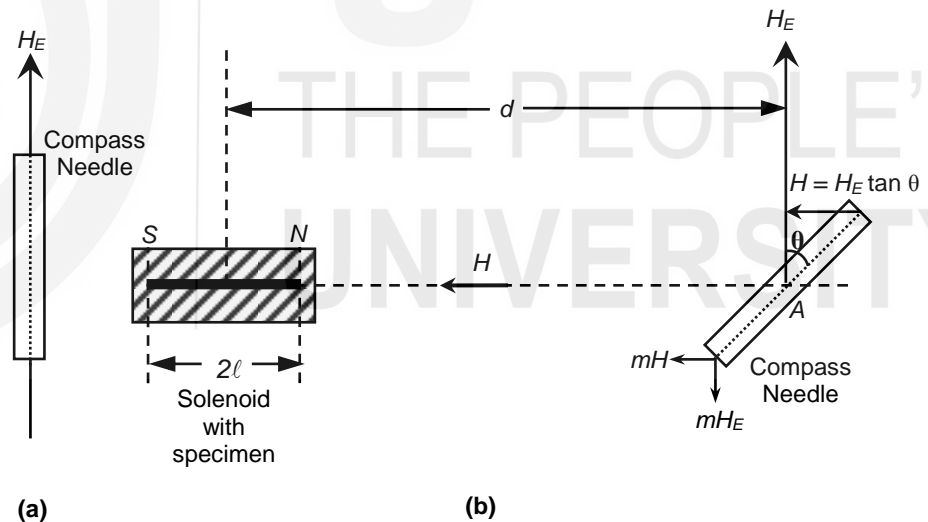 H_E
Compass
Needle
S
N
2ℓ
Solenoid
with
specimen
(a)
THE PEOPLE'
UNIVERSITY
H_E
d
H = H_E tan θ
θ
H
A
mH
mH_E
Compass
Needle
(b)